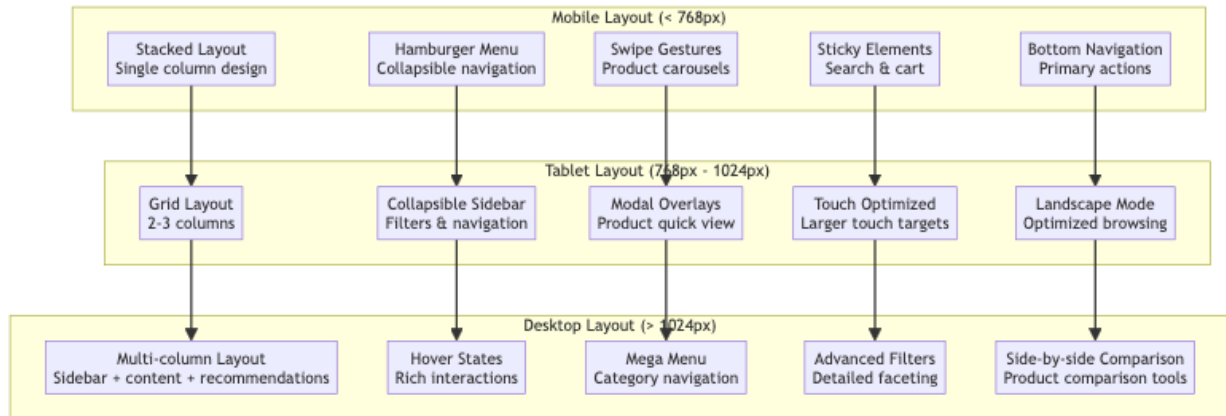 Mobile Layout (< 768px)
Stacked Layout
Single column design
Hamburger Menu
Collapsible navigation
Swipe Gestures
Product carousels
Sticky Elements
Search & cart
Bottom Navigation
Primary actions
Tablet Layout (768px - 1024px)
Grid Layout
2-3 columns
Collapsible Sidebar
Filters & navigation
Modal Overlays
Product quick view
Touch Optimized
Larger touch targets
Landscape Mode
Optimized browsing
Desktop Layout (> 1024px)
Multi-column Layout
Sidebar + content + recommendations
Hover States
Rich interactions
Mega Menu
Category navigation
Advanced Filters
Detailed faceting
Side-by-side Comparison
Product comparison tools